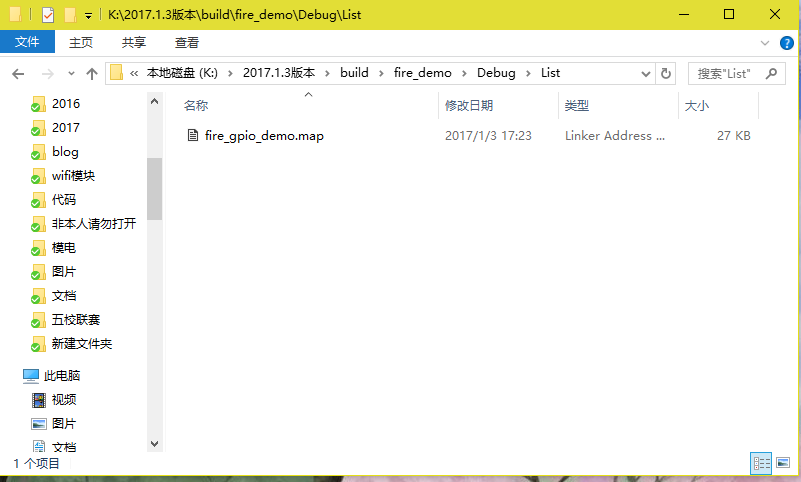 K:\2017.1.3版本\build\fire_demo\Debug\List
文件 主页 共享 查看
« 本地磁盘 (K:) > 2017.1.3版本 > build > fire_demo > Debug > List 搜索"List"
名称 修改日期 类型 大小
fire_gpio_demo.map 2017/1/3 17:23 Linker Address ... 27 KB
2016
2017
blog
wifi模块
代码
非本人请勿打开
模电
图片
文档
五校联赛
新建文件夹
此电脑
视频
图片
文档
1 个项目